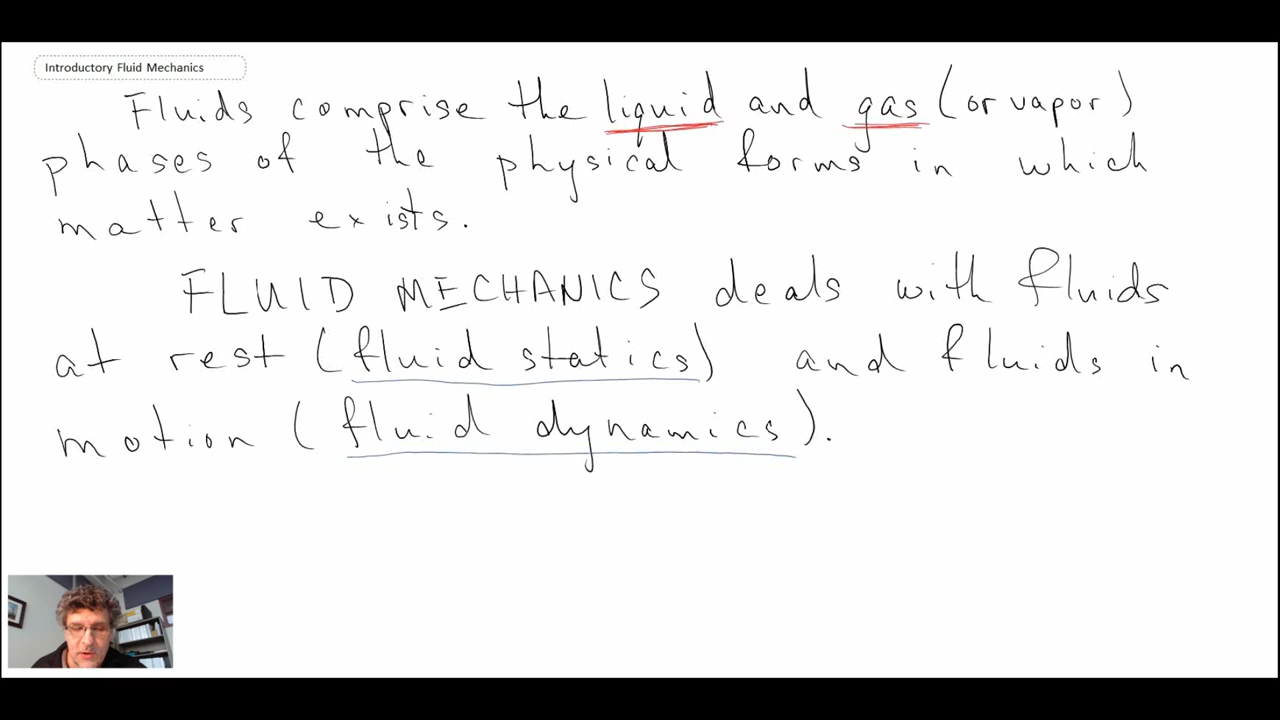 Introductory Fluid Mechanics
Fluids comprise the liquid and gas (or vapor)
phases of the physical forms in which
matter exists.
FLUID MECHANICS deals with fluids
at rest (fluid statics) and fluids in
motion (fluid dynamics).